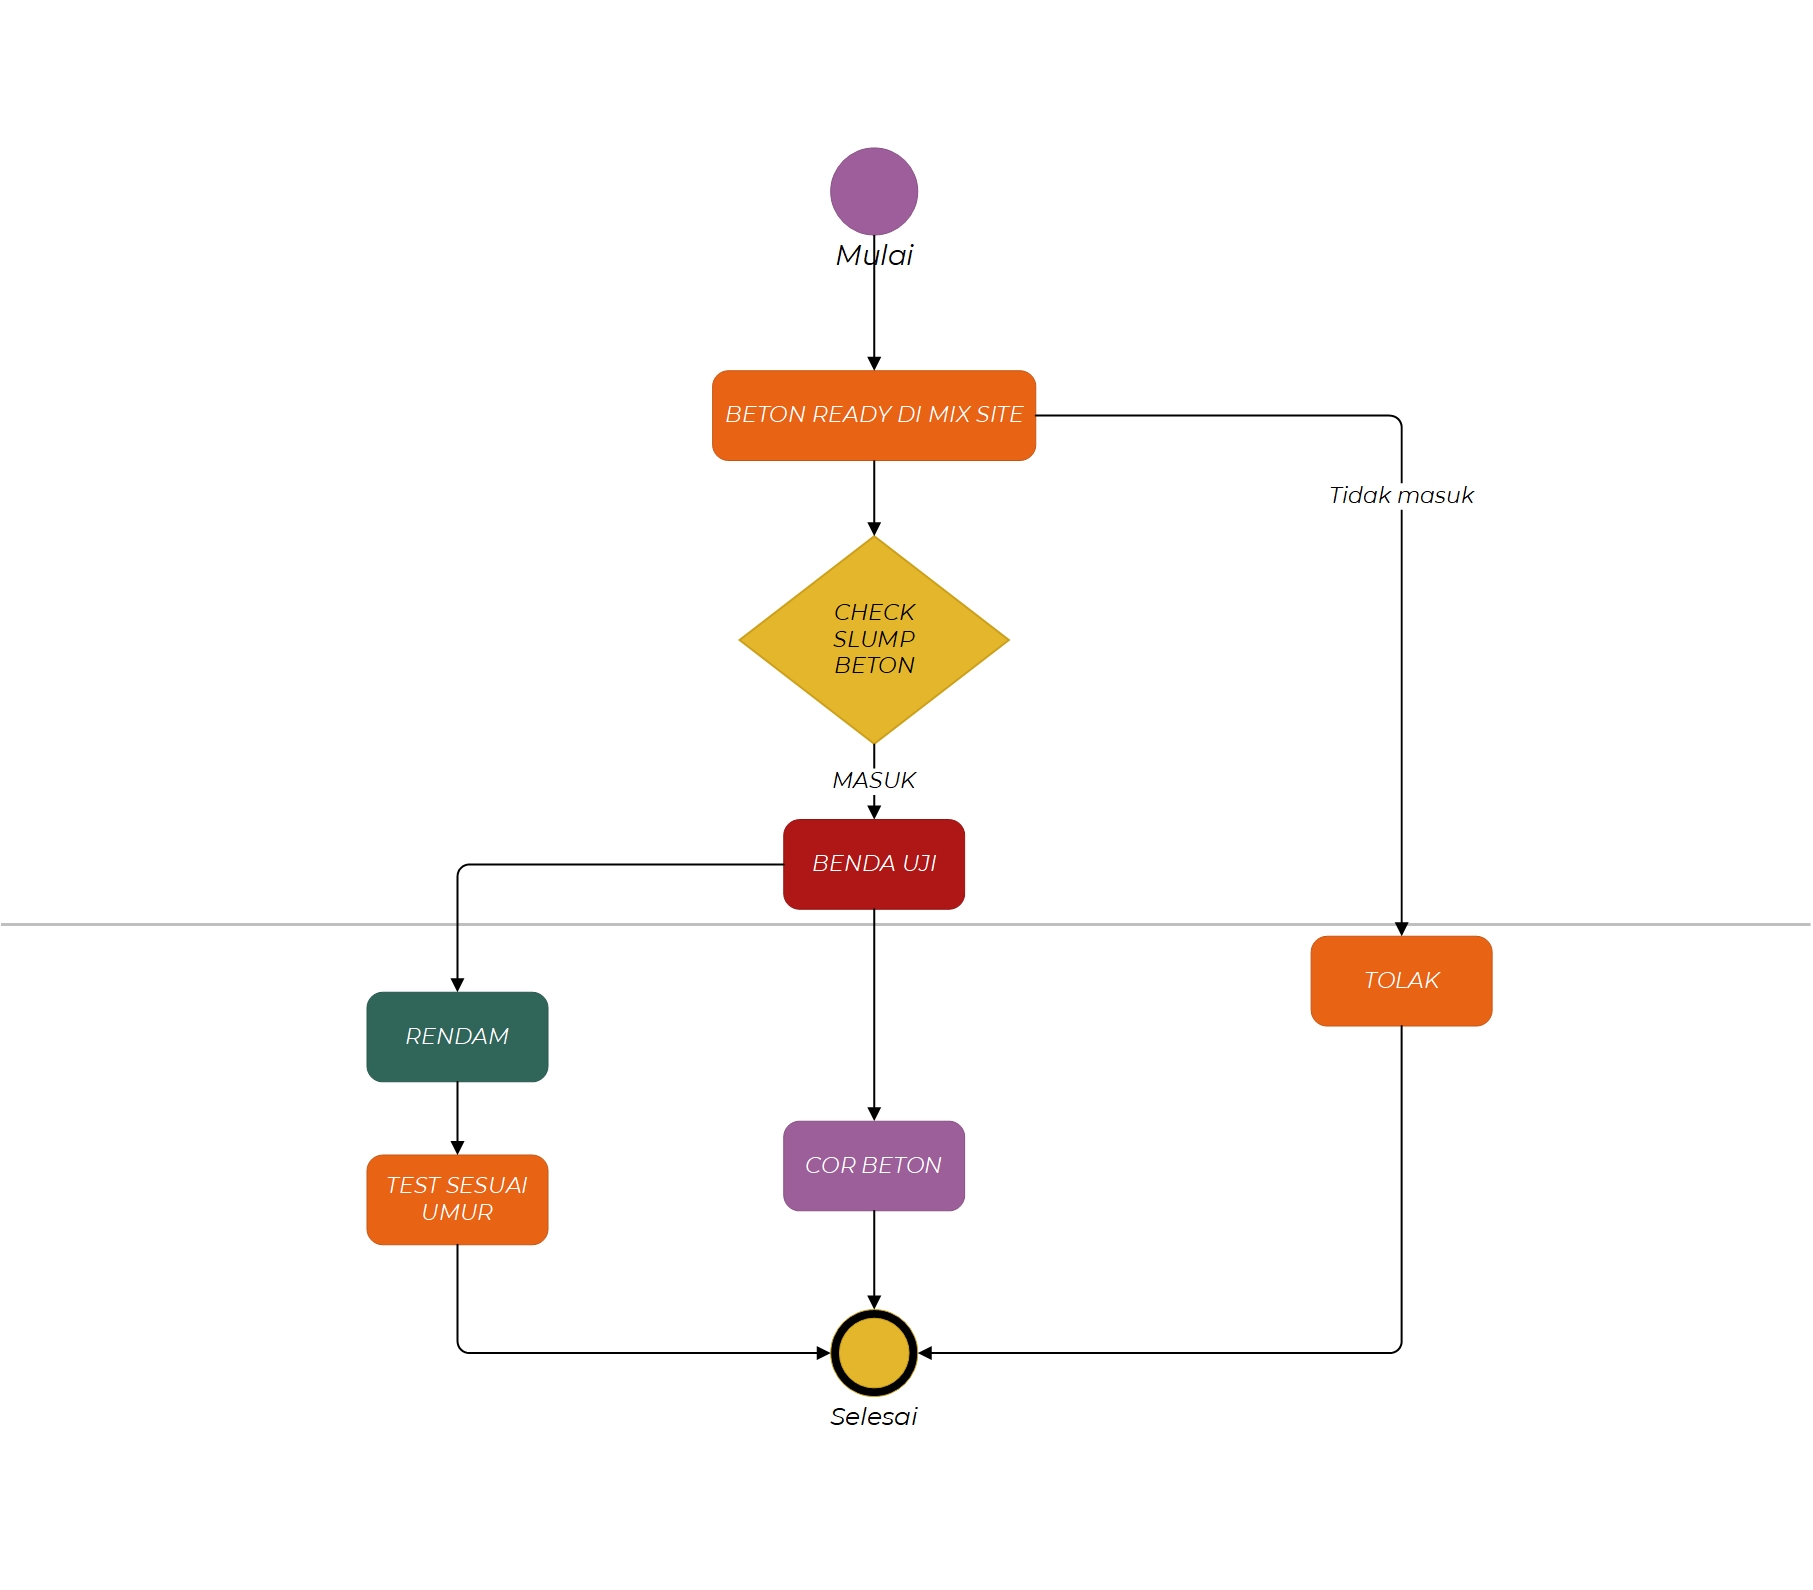 Mulai
BETON READY DI MIX SITE
Tidak masuk
CHECK
SLUMP
BETON
MASUK
BENDA UJI
TOLAK
RENDAM
COR BETON
TEST SESUAI
UMUR
Selesai